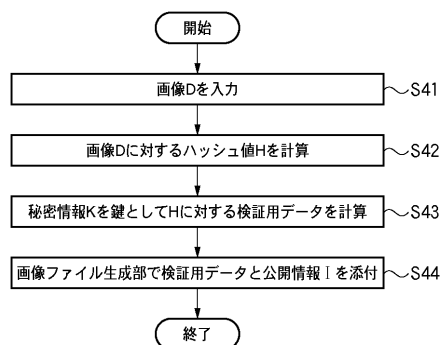 開始
画像Dを入力 S41
画像Dに対するハッシュ値Hを計算 S42
秘密情報Kを鍵としてHに対する検証用データを計算 S43
画像ファイル生成部で検証用データと公開情報Iを添付 S44
終了